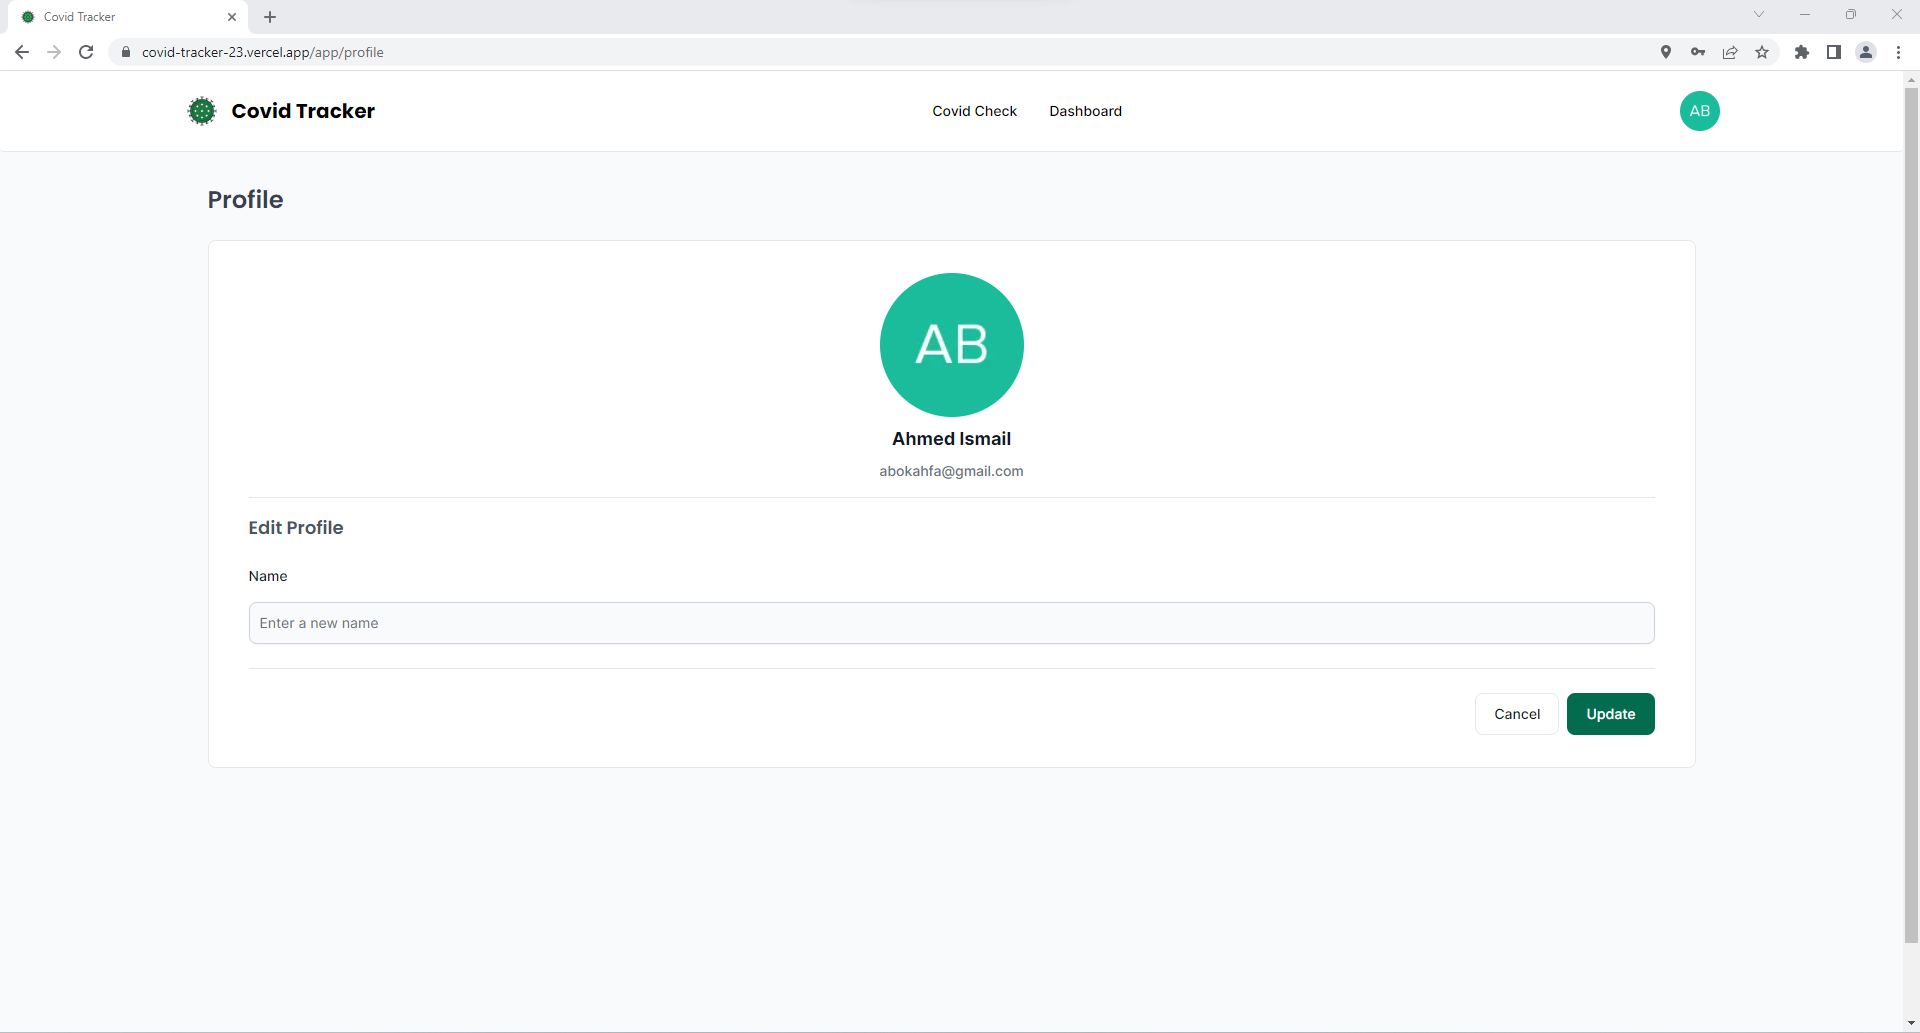 Covid Tracker
covid-tracker-23.vercel.app/app/profile
Covid Tracker
Covid Check
Dashboard
AB
Profile
AB
Ahmed Ismail
abokahfa@gmail.com
Edit Profile
Name
Enter a new name
Cancel
Update